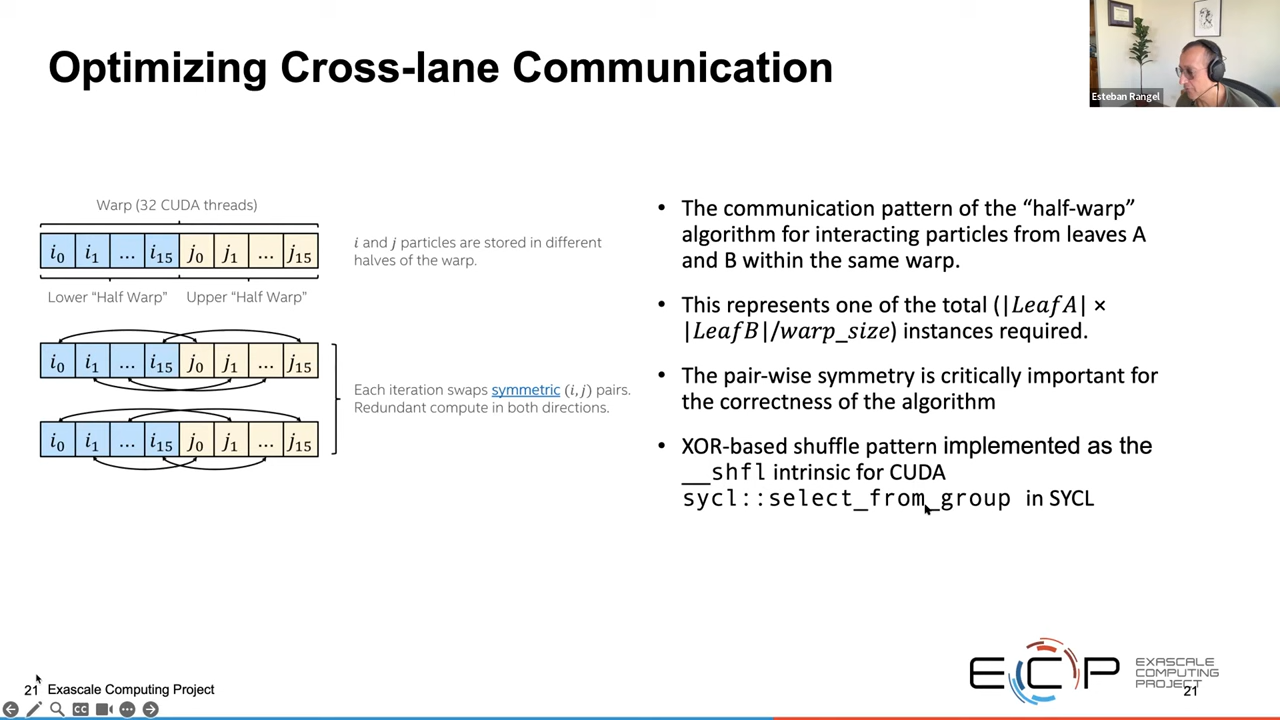 Optimizing Cross-lane Communication
Esteban Rangel
Warp (32 CUDA threads)
i0 i1 ... i15 j0 j1 ... j15
Lower “Half Warp” Upper “Half Warp”
i and j particles are stored in different
halves of the warp.
i0 i1 ... i15 j0 j1 ... j15
i0 i1 ... i15 j0 j1 ... j15
Each iteration swaps symmetric (i, j) pairs.
Redundant compute in both directions.
• The communication pattern of the “half-warp”
algorithm for interacting particles from leaves A
and B within the same warp.
• This represents one of the total (|LeafA| ×
|LeafB|/warp_size) instances required.
• The pair-wise symmetry is critically important for
the correctness of the algorithm
• XOR-based shuffle pattern implemented as the
__shfl intrinsic for CUDA
sycl::select_from_group in SYCL
21 Exascale Computing Project
CC
ECP
EXASCALE
COMPUTING
PROJECT
21